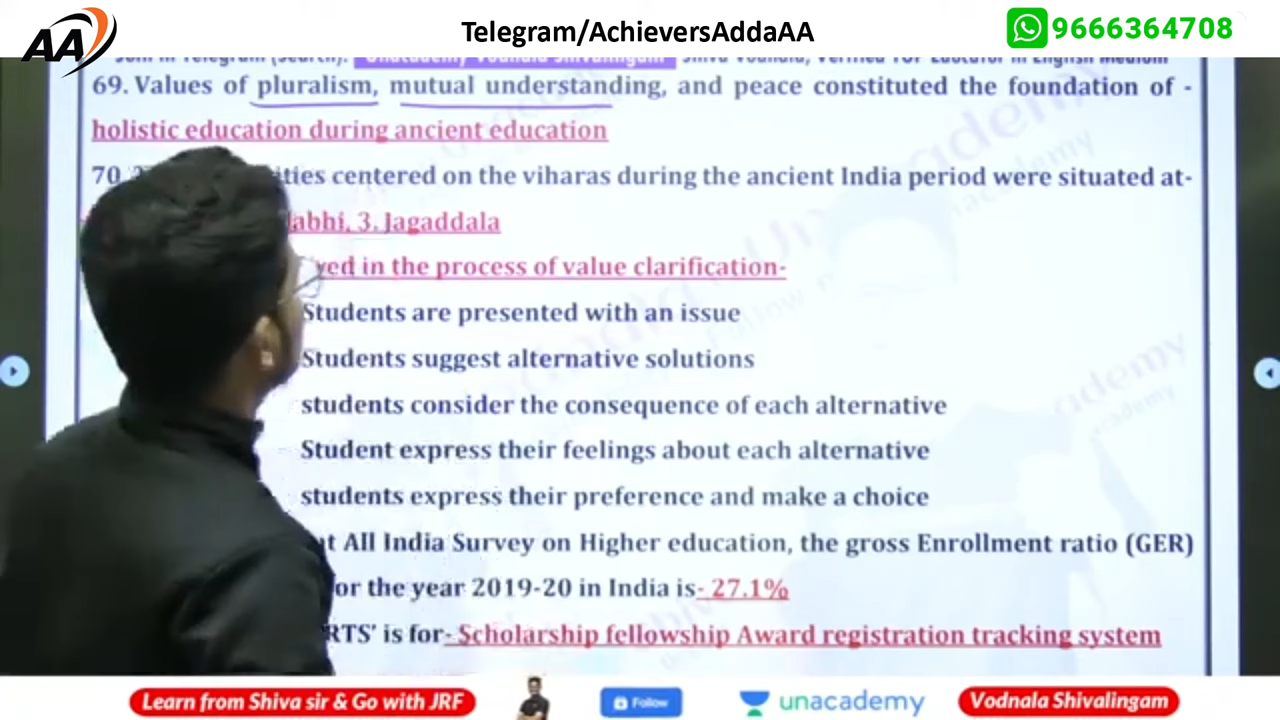 AA
Telegram/AchieversAddaAA
9666364708
69. Values of pluralism, mutual understanding, and peace constituted the foundation of -
holistic education during ancient education
70. ities centered on the viharas during the ancient India period were situated at-
abhi, 3. Jagaddala
ved in the process of value clarification-
Students are presented with an issue
Students suggest alternative solutions
students consider the consequence of each alternative
Student express their feelings about each alternative
students express their preference and make a choice
t All India Survey on Higher education, the gross Enrollment ratio (GER)
or the year 2019-20 in India is- 27.1%
RTS' is for- Scholarship fellowship Award registration tracking system
Learn from Shiva sir & Go with JRF
Follow
unacademy
Vodnala Shivalingam